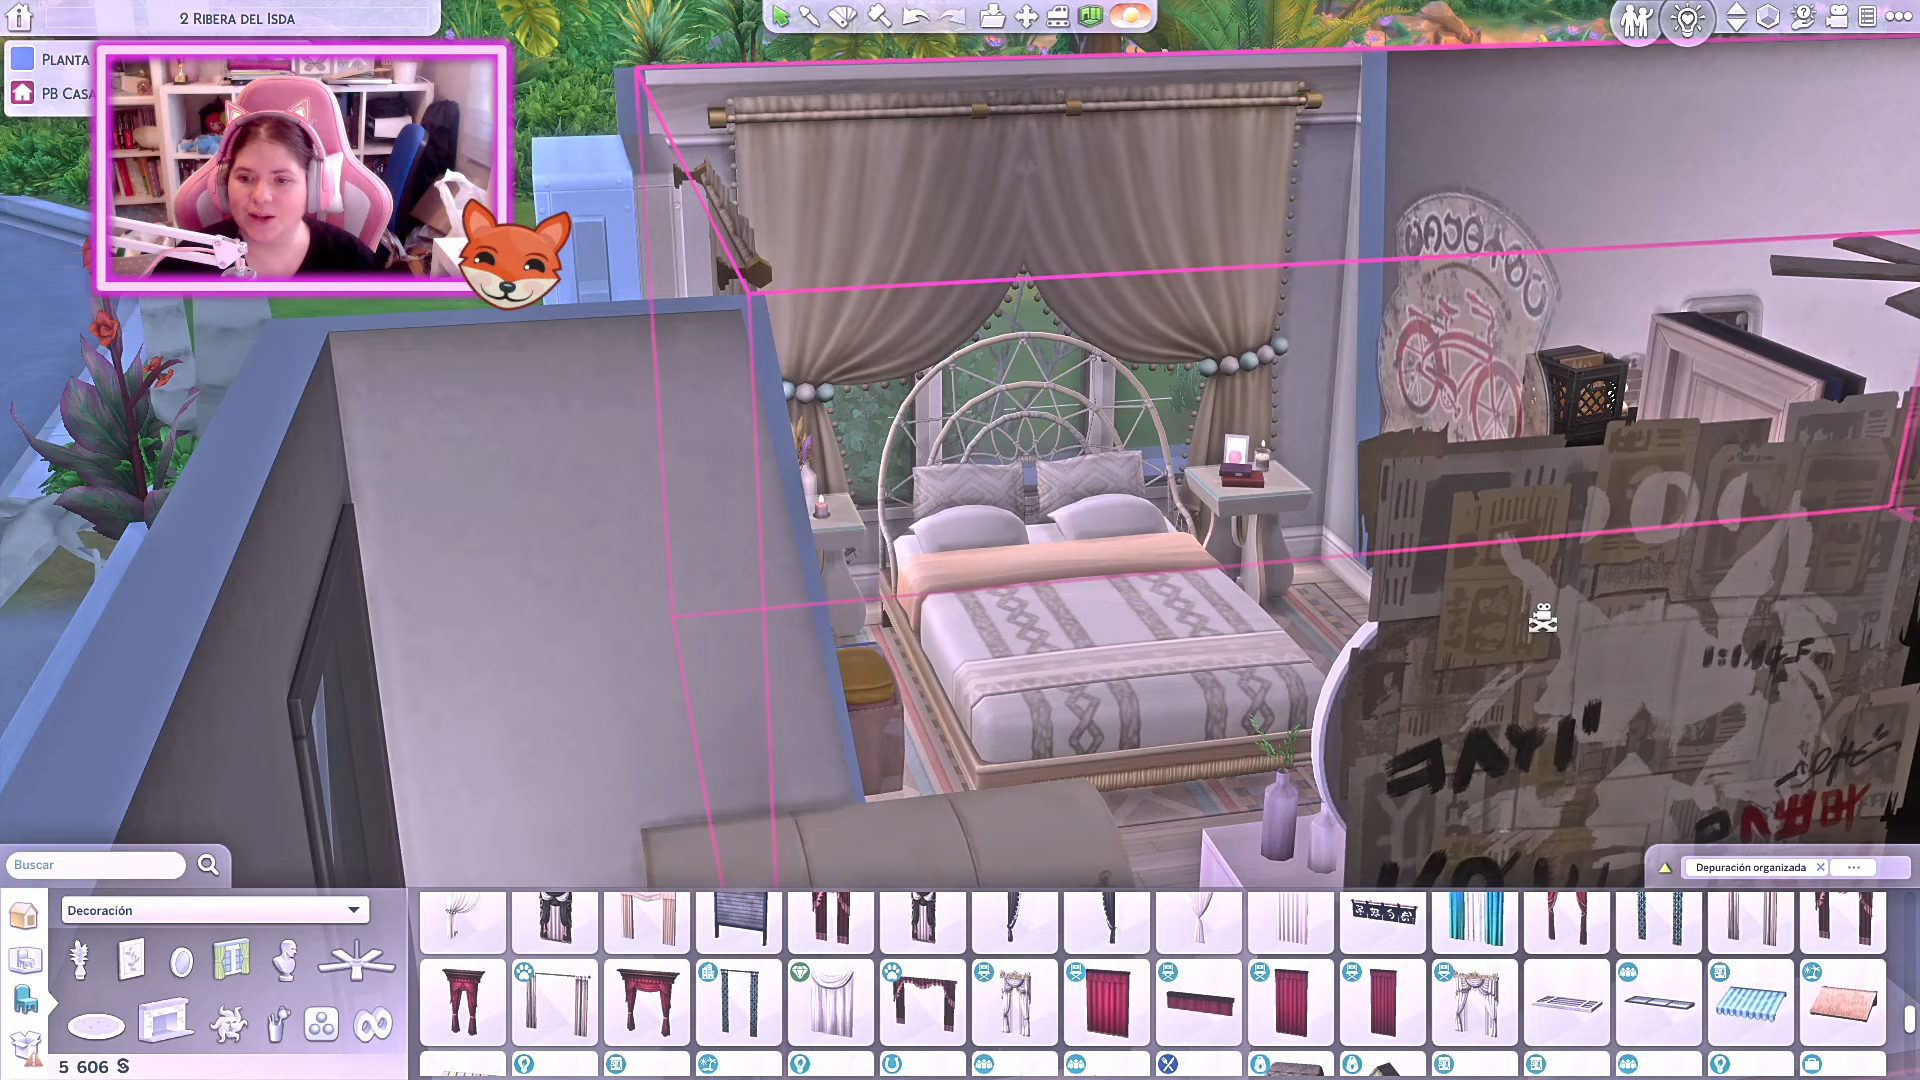 2 Ribera del Isda
Planta
PB Casa
Buscar
Depuración organizada
Decoración
5 606 §